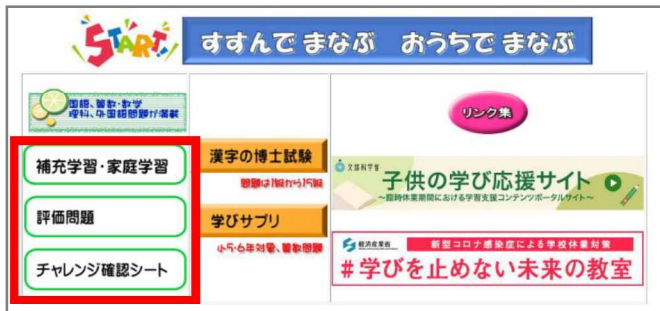 START!
すすんで まなぶ　おうちで まなぶ
国語、算数・数学
理科、外国語問題が満載
補充学習・家庭学習
評価問題
チャレンジ確認シート
漢字の博士試験
問題は1級から15級
学びサプリ
小5・6年対象、算数問題
リンク集
文部科学省
子供の学び応援サイト
～臨時休業期間における学習支援コンテンツポータルサイト～
経済産業省
新型コロナ感染症による学校休業対策
#学びを止めない未来の教室